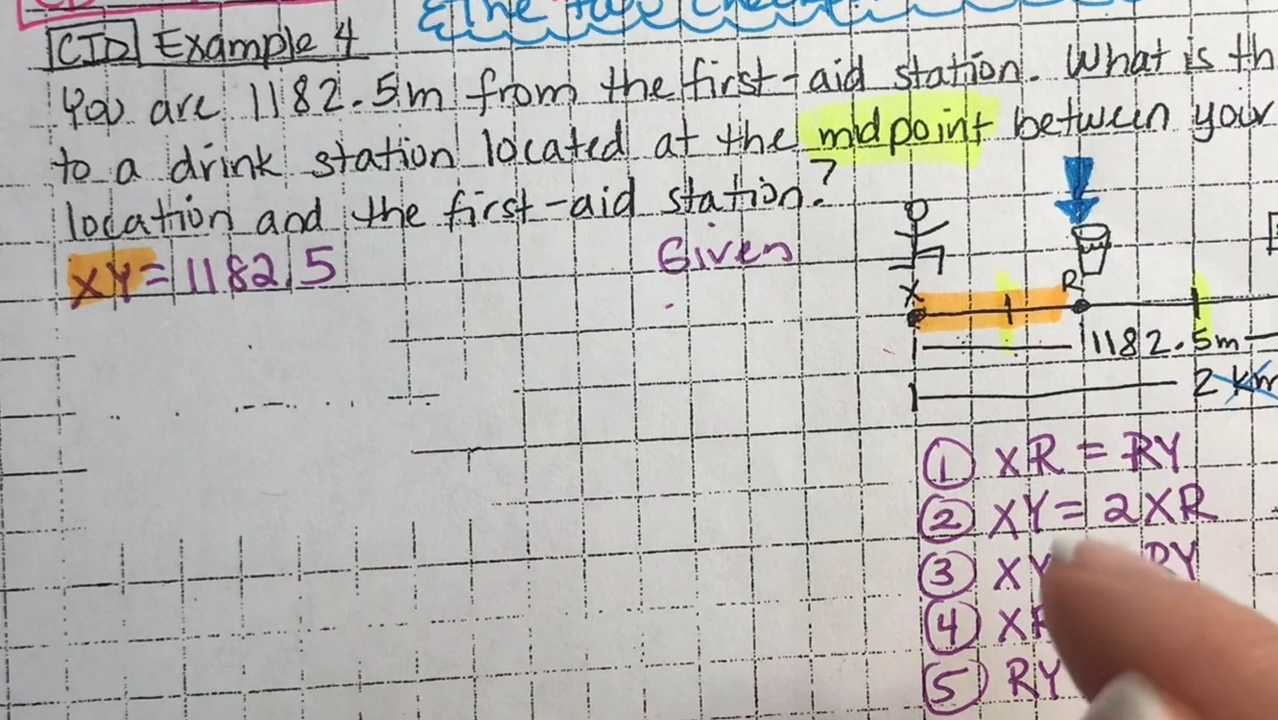 CID Example 4
You are 1182.5m from the first-aid station. What is th
to a drink station located at the midpoint between your
location and the first-aid station?
XY = 1182.5
Given
X
R
1182.5m
2 km
① XR = RY
② XY = 2XR
③ XY RY
④ XR
⑤ RY